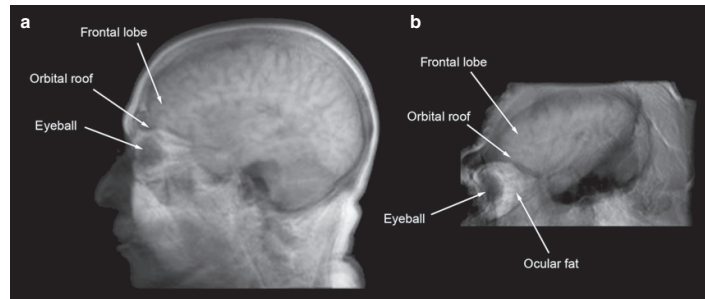 a
Frontal lobe
Orbital roof
Eyeball
b
Frontal lobe
Orbital roof
Eyeball
Ocular fat